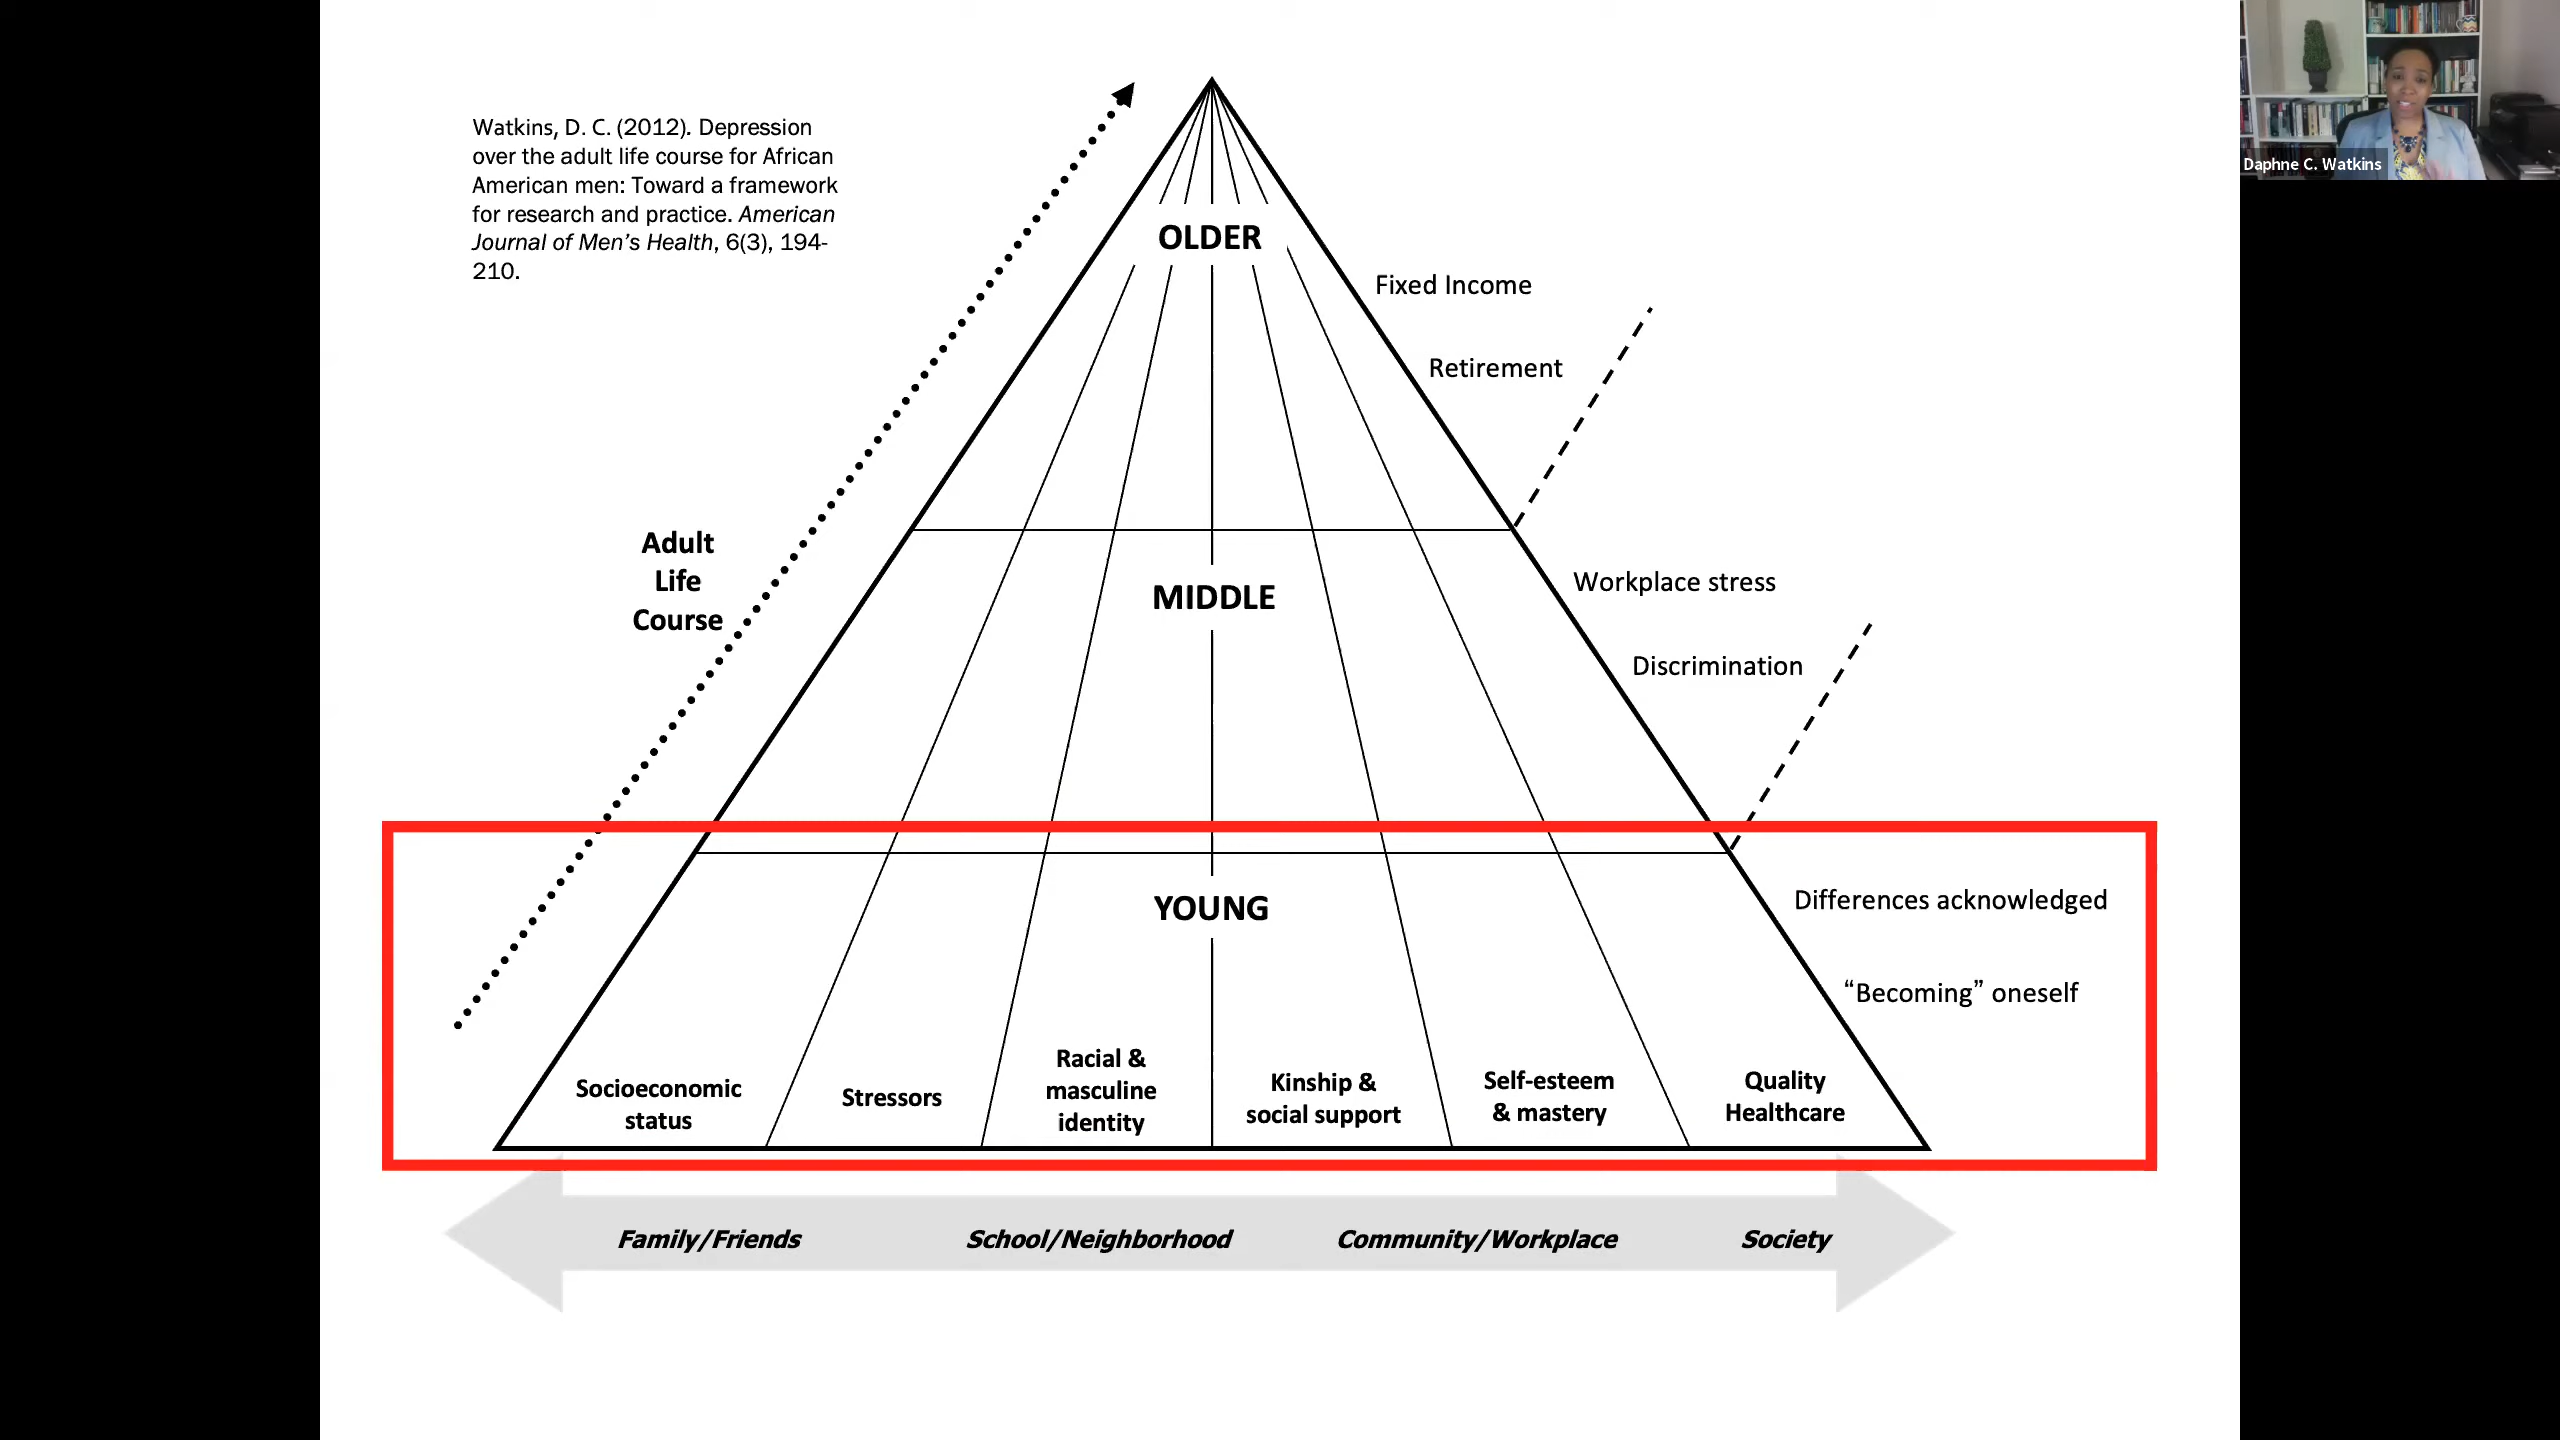 Watkins, D. C. (2012). Depression
over the adult life course for African
American men: Toward a framework
for research and practice. American
Journal of Men’s Health, 6(3), 194-
210.
Daphne C. Watkins
OLDER
Fixed Income
Retirement
Adult
Life
Course
MIDDLE
Workplace stress
Discrimination
YOUNG
Differences acknowledged
“Becoming” oneself
Socioeconomic
status
Stressors
Racial &
masculine
identity
Kinship &
social support
Self-esteem
& mastery
Quality
Healthcare
Family/Friends
School/Neighborhood
Community/Workplace
Society